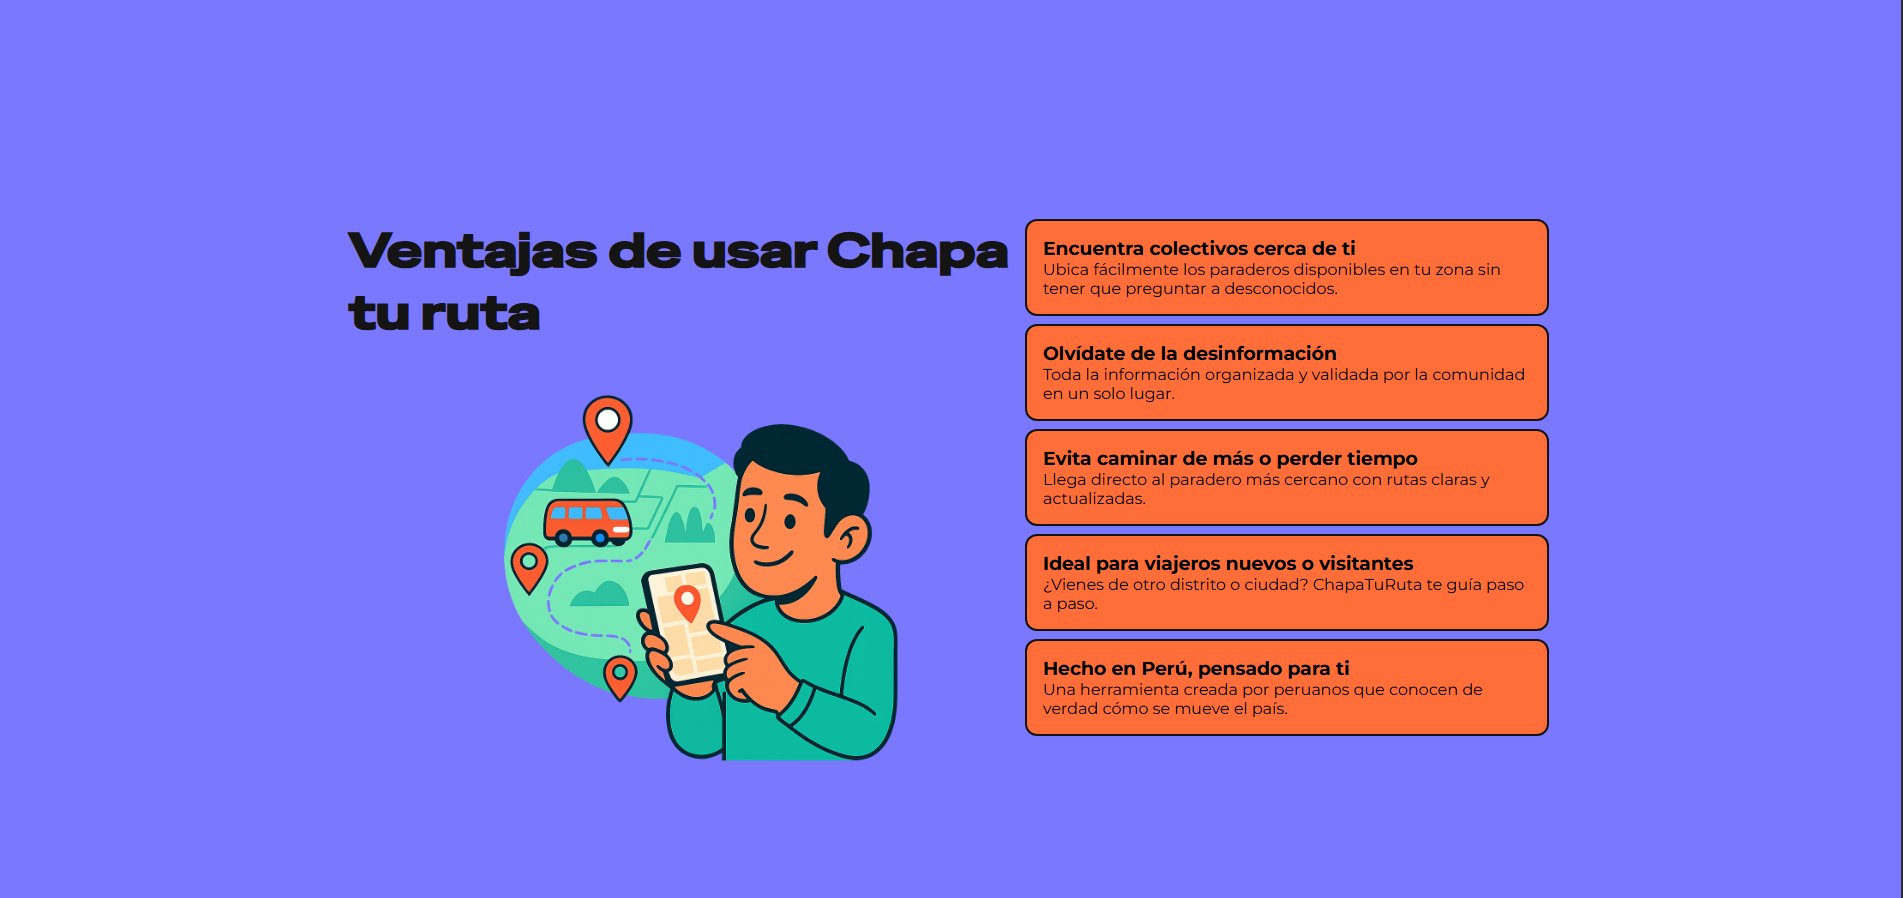 Ventajas de usar Chapa
tu ruta
Encuentra colectivos cerca de ti
Ubica fácilmente los paraderos disponibles en tu zona sin
tener que preguntar a desconocidos.
Olvídate de la desinformación
Toda la información organizada y validada por la comunidad
en un solo lugar.
Evita caminar de más o perder tiempo
Llega directo al paradero más cercano con rutas claras y
actualizadas.
Ideal para viajeros nuevos o visitantes
¿Vienes de otro distrito o ciudad? ChapaTuRuta te guía paso
a paso.
Hecho en Perú, pensado para ti
Una herramienta creada por peruanos que conocen de
verdad cómo se mueve el país.